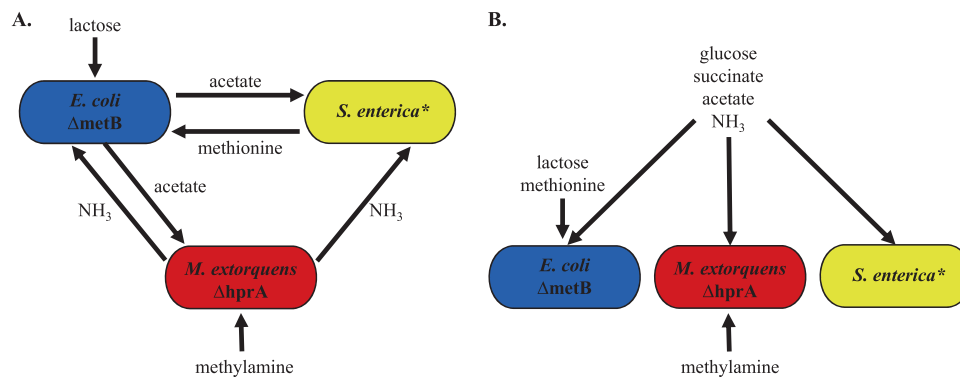 A.
lactose
E. coli
ΔmetB
acetate
S. enterica*
methionine
acetate
NH₃
NH₃
M. extorquens
ΔhprA
methylamine
B.
glucose
succinate
acetate
NH₃
lactose
methionine
E. coli
ΔmetB
M. extorquens
ΔhprA
S. enterica*
methylamine